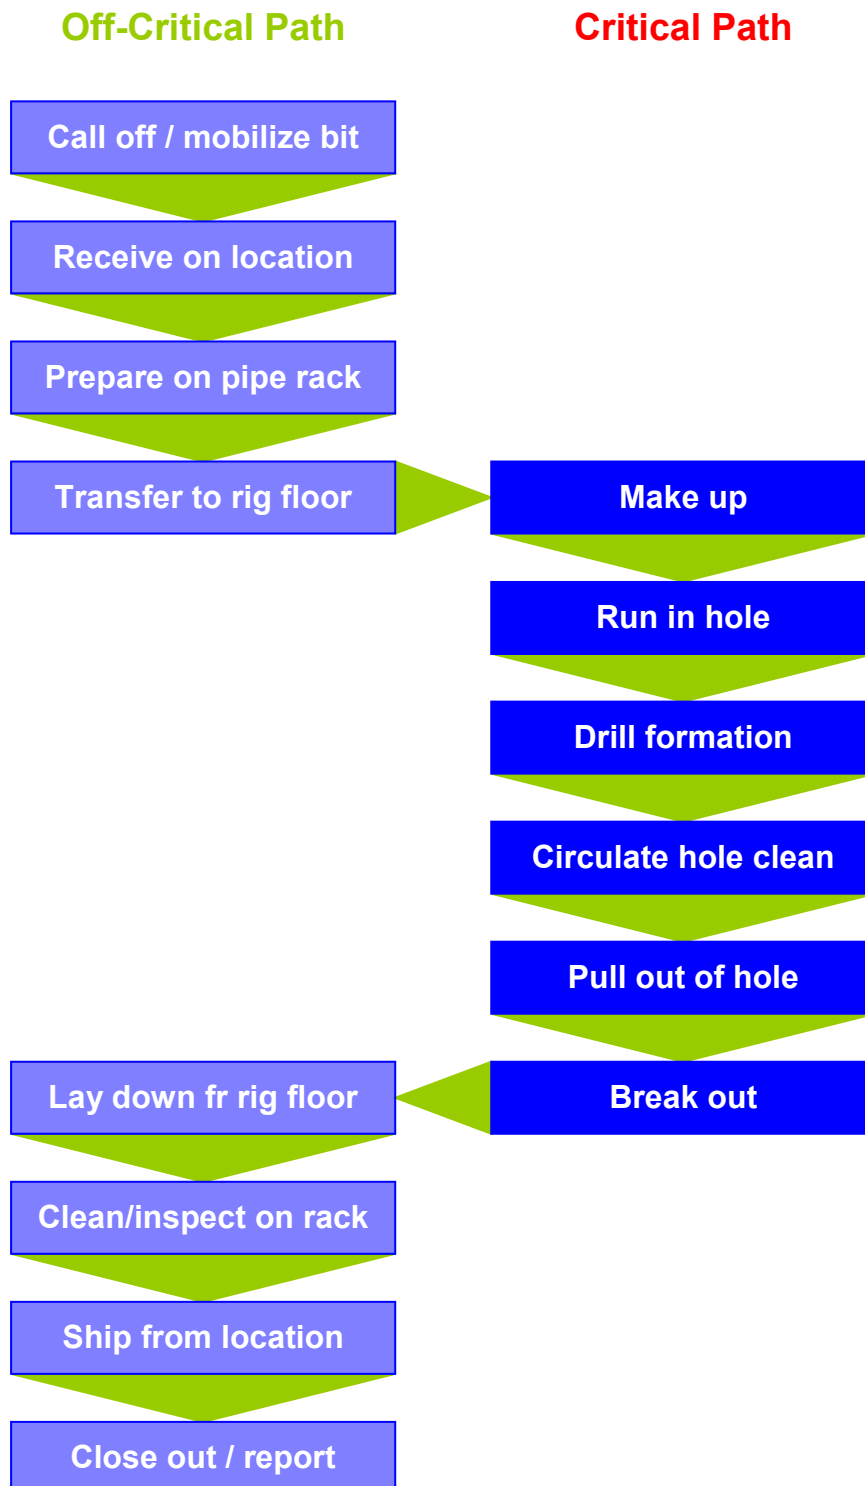 Off-Critical Path
Critical Path
Call off / mobilize bit
Receive on location
Prepare on pipe rack
Transfer to rig floor
Make up
Run in hole
Drill formation
Circulate hole clean
Pull out of hole
Break out
Lay down fr rig floor
Clean/inspect on rack
Ship from location
Close out / report